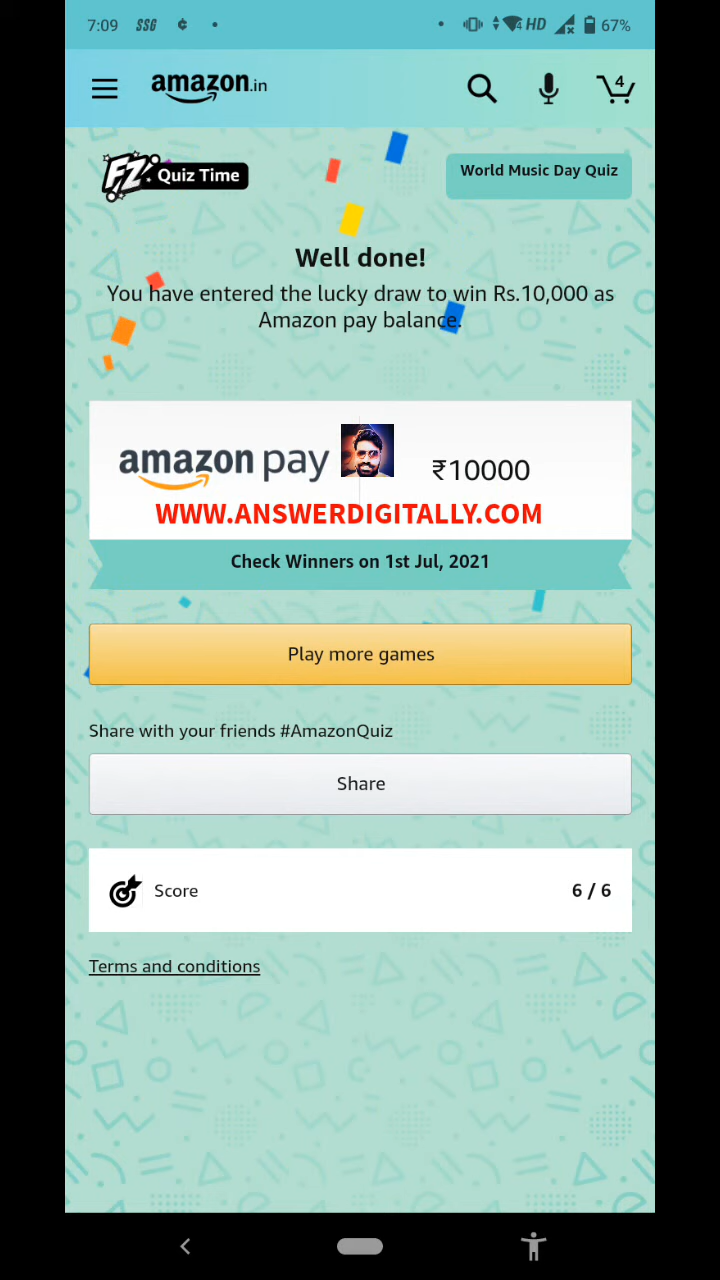 7:09 SSG ¢ HD 67%
amazon.in 4
FZ Quiz Time
World Music Day Quiz
Well done!
You have entered the lucky draw to win Rs.10,000 as
Amazon pay balance.
amazon pay ₹10000
WWW.ANSWERDIGITALLY.COM
Check Winners on 1st Jul, 2021
Play more games
Share with your friends #AmazonQuiz
Share
Score 6 / 6
Terms and conditions